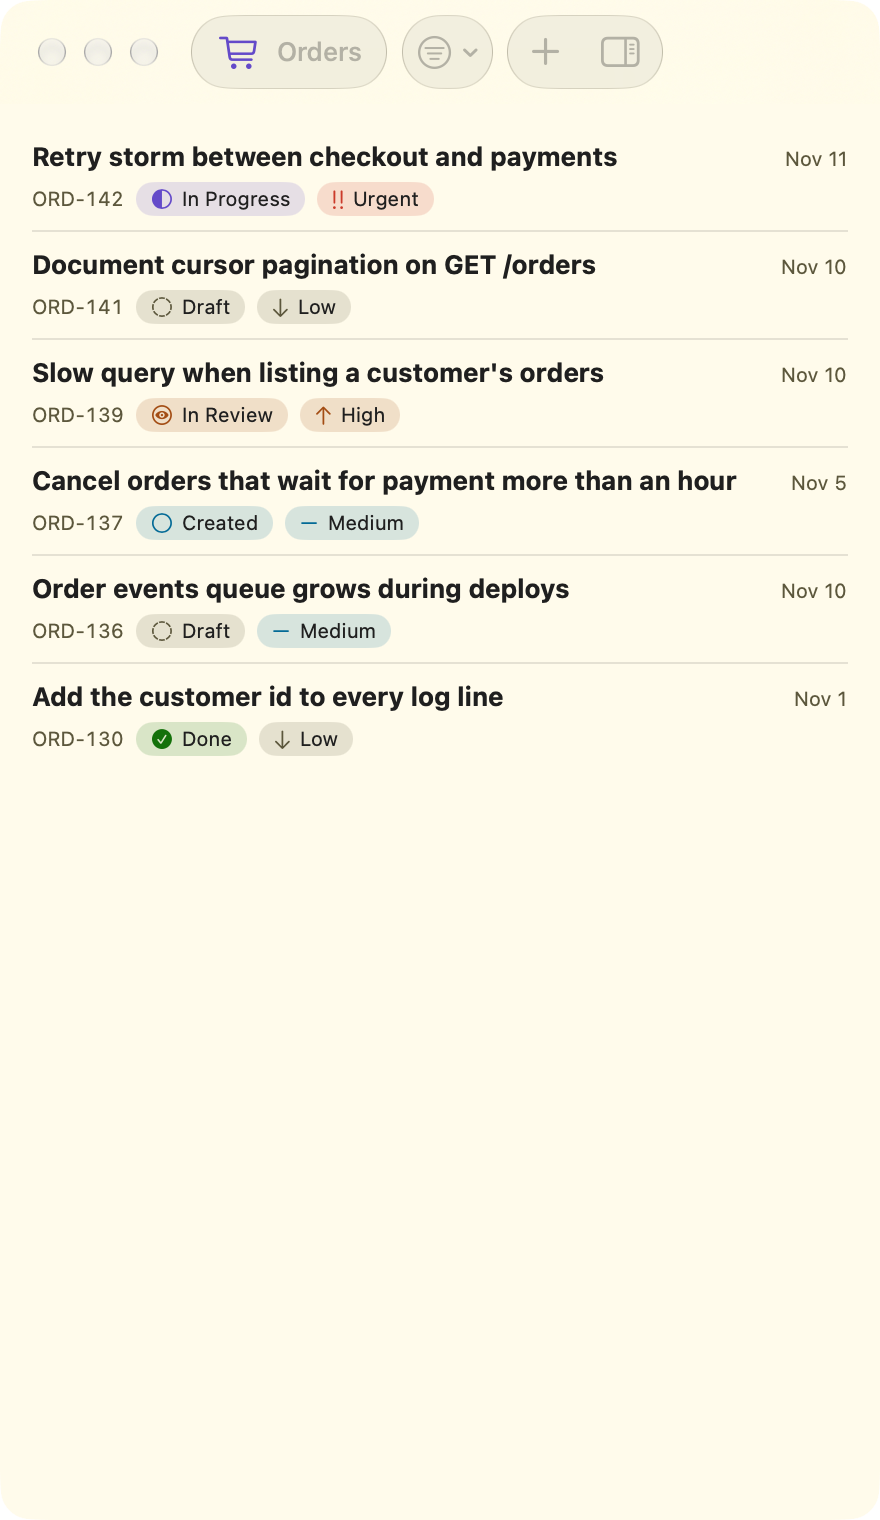 Orders
Retry storm between checkout and payments Nov 11
ORD-142 In Progress !! Urgent
Document cursor pagination on GET /orders Nov 10
ORD-141 Draft Low
Slow query when listing a customer's orders Nov 10
ORD-139 In Review High
Cancel orders that wait for payment more than an hour Nov 5
ORD-137 Created Medium
Order events queue grows during deploys Nov 10
ORD-136 Draft Medium
Add the customer id to every log line Nov 1
ORD-130 Done Low